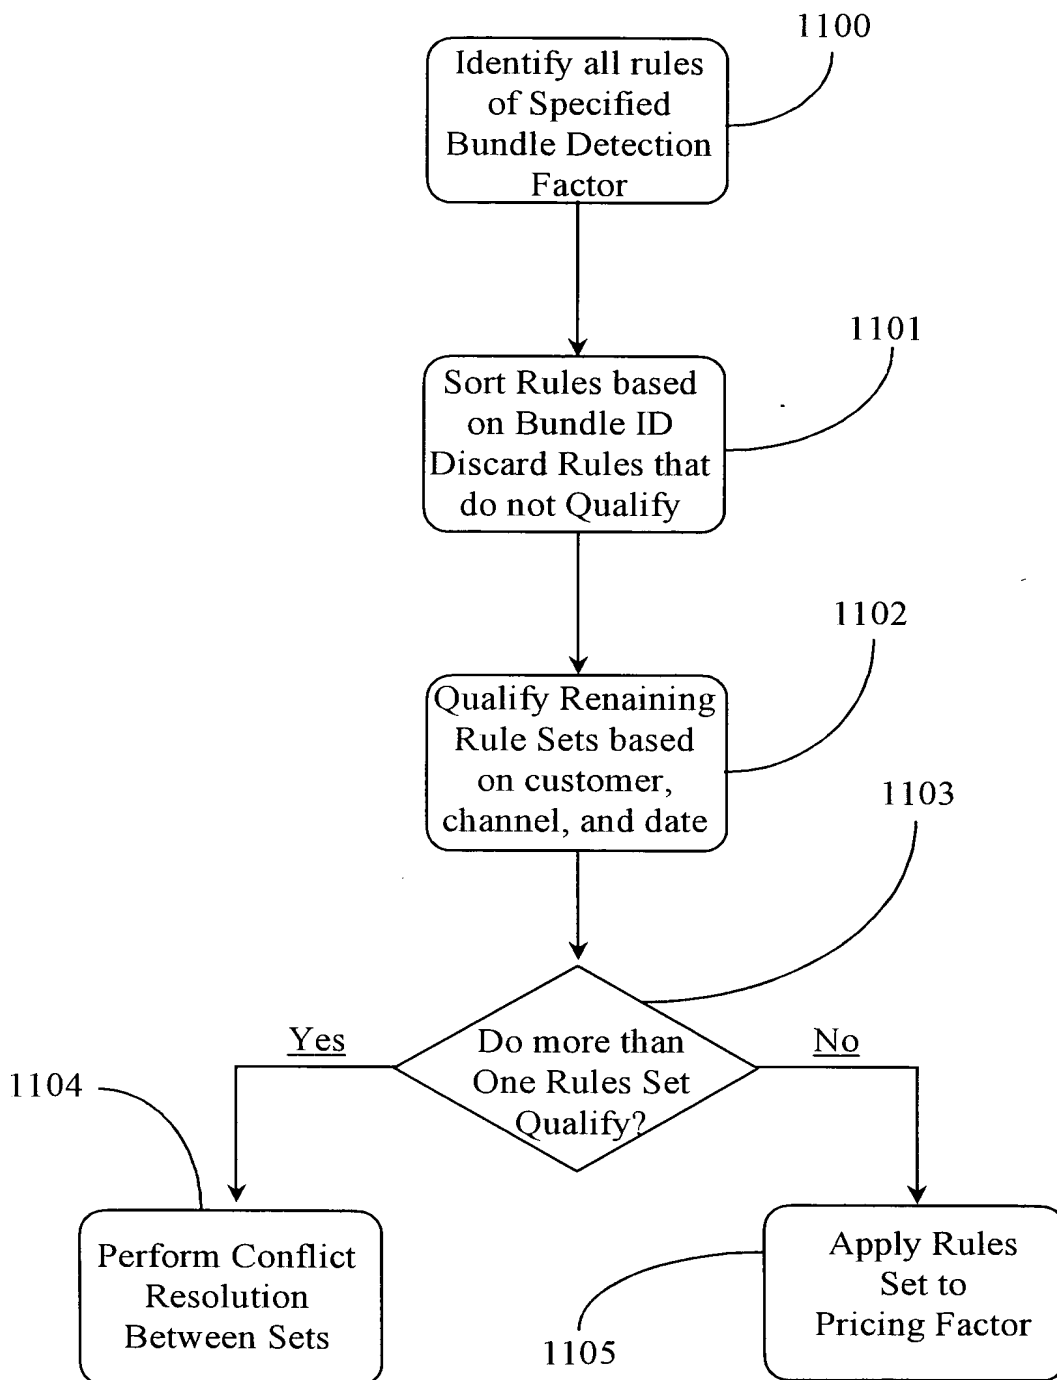 1100
Identify all rules
of Specified
Bundle Detection
Factor
1101
Sort Rules based
on Bundle ID
Discard Rules that
do not Qualify
1102
Qualify Renaining
Rule Sets based
on customer,
channel, and date
1103
Do more than
One Rules Set
Qualify?
Yes
No
1104
Perform Conflict
Resolution
Between Sets
Apply Rules
Set to
Pricing Factor
1105